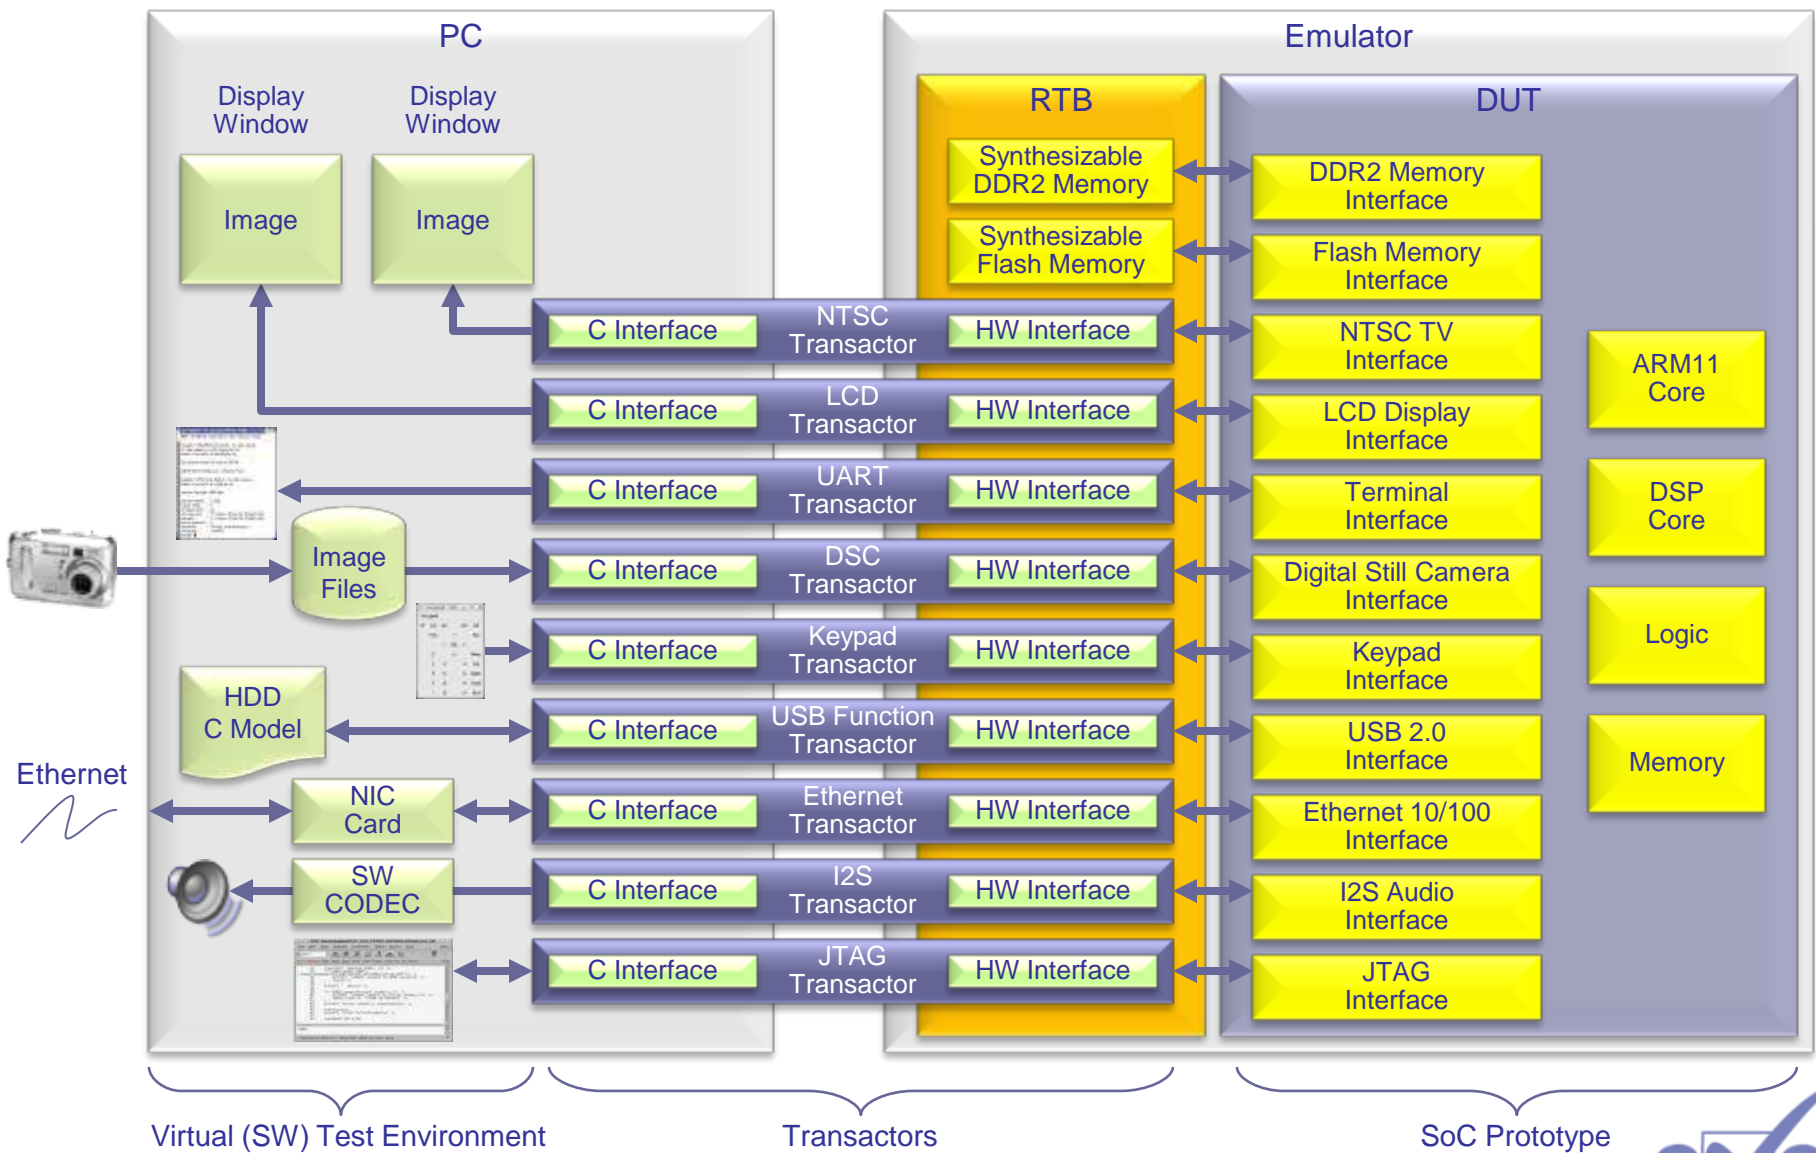 PC
Emulator
Display
Window
Display
Window
Image
Image
RTB
DUT
Synthesizable
DDR2 Memory
DDR2 Memory
Interface
Synthesizable
Flash Memory
Flash Memory
Interface
C Interface
NTSC
Transactor
HW Interface
NTSC TV
Interface
C Interface
LCD
Transactor
HW Interface
LCD Display
Interface
C Interface
UART
Transactor
HW Interface
Terminal
Interface
Image
Files
C Interface
DSC
Transactor
HW Interface
Digital Still Camera
Interface
C Interface
Keypad
Transactor
HW Interface
Keypad
Interface
HDD
C Model
C Interface
USB Function
Transactor
HW Interface
USB 2.0
Interface
Ethernet
NIC
Card
C Interface
Ethernet
Transactor
HW Interface
Ethernet 10/100
Interface
SW
CODEC
C Interface
I2S
Transactor
HW Interface
I2S Audio
Interface
C Interface
JTAG
Transactor
HW Interface
JTAG
Interface
ARM11
Core
DSP
Core
Logic
Memory
Virtual (SW) Test Environment
Transactors
SoC Prototype